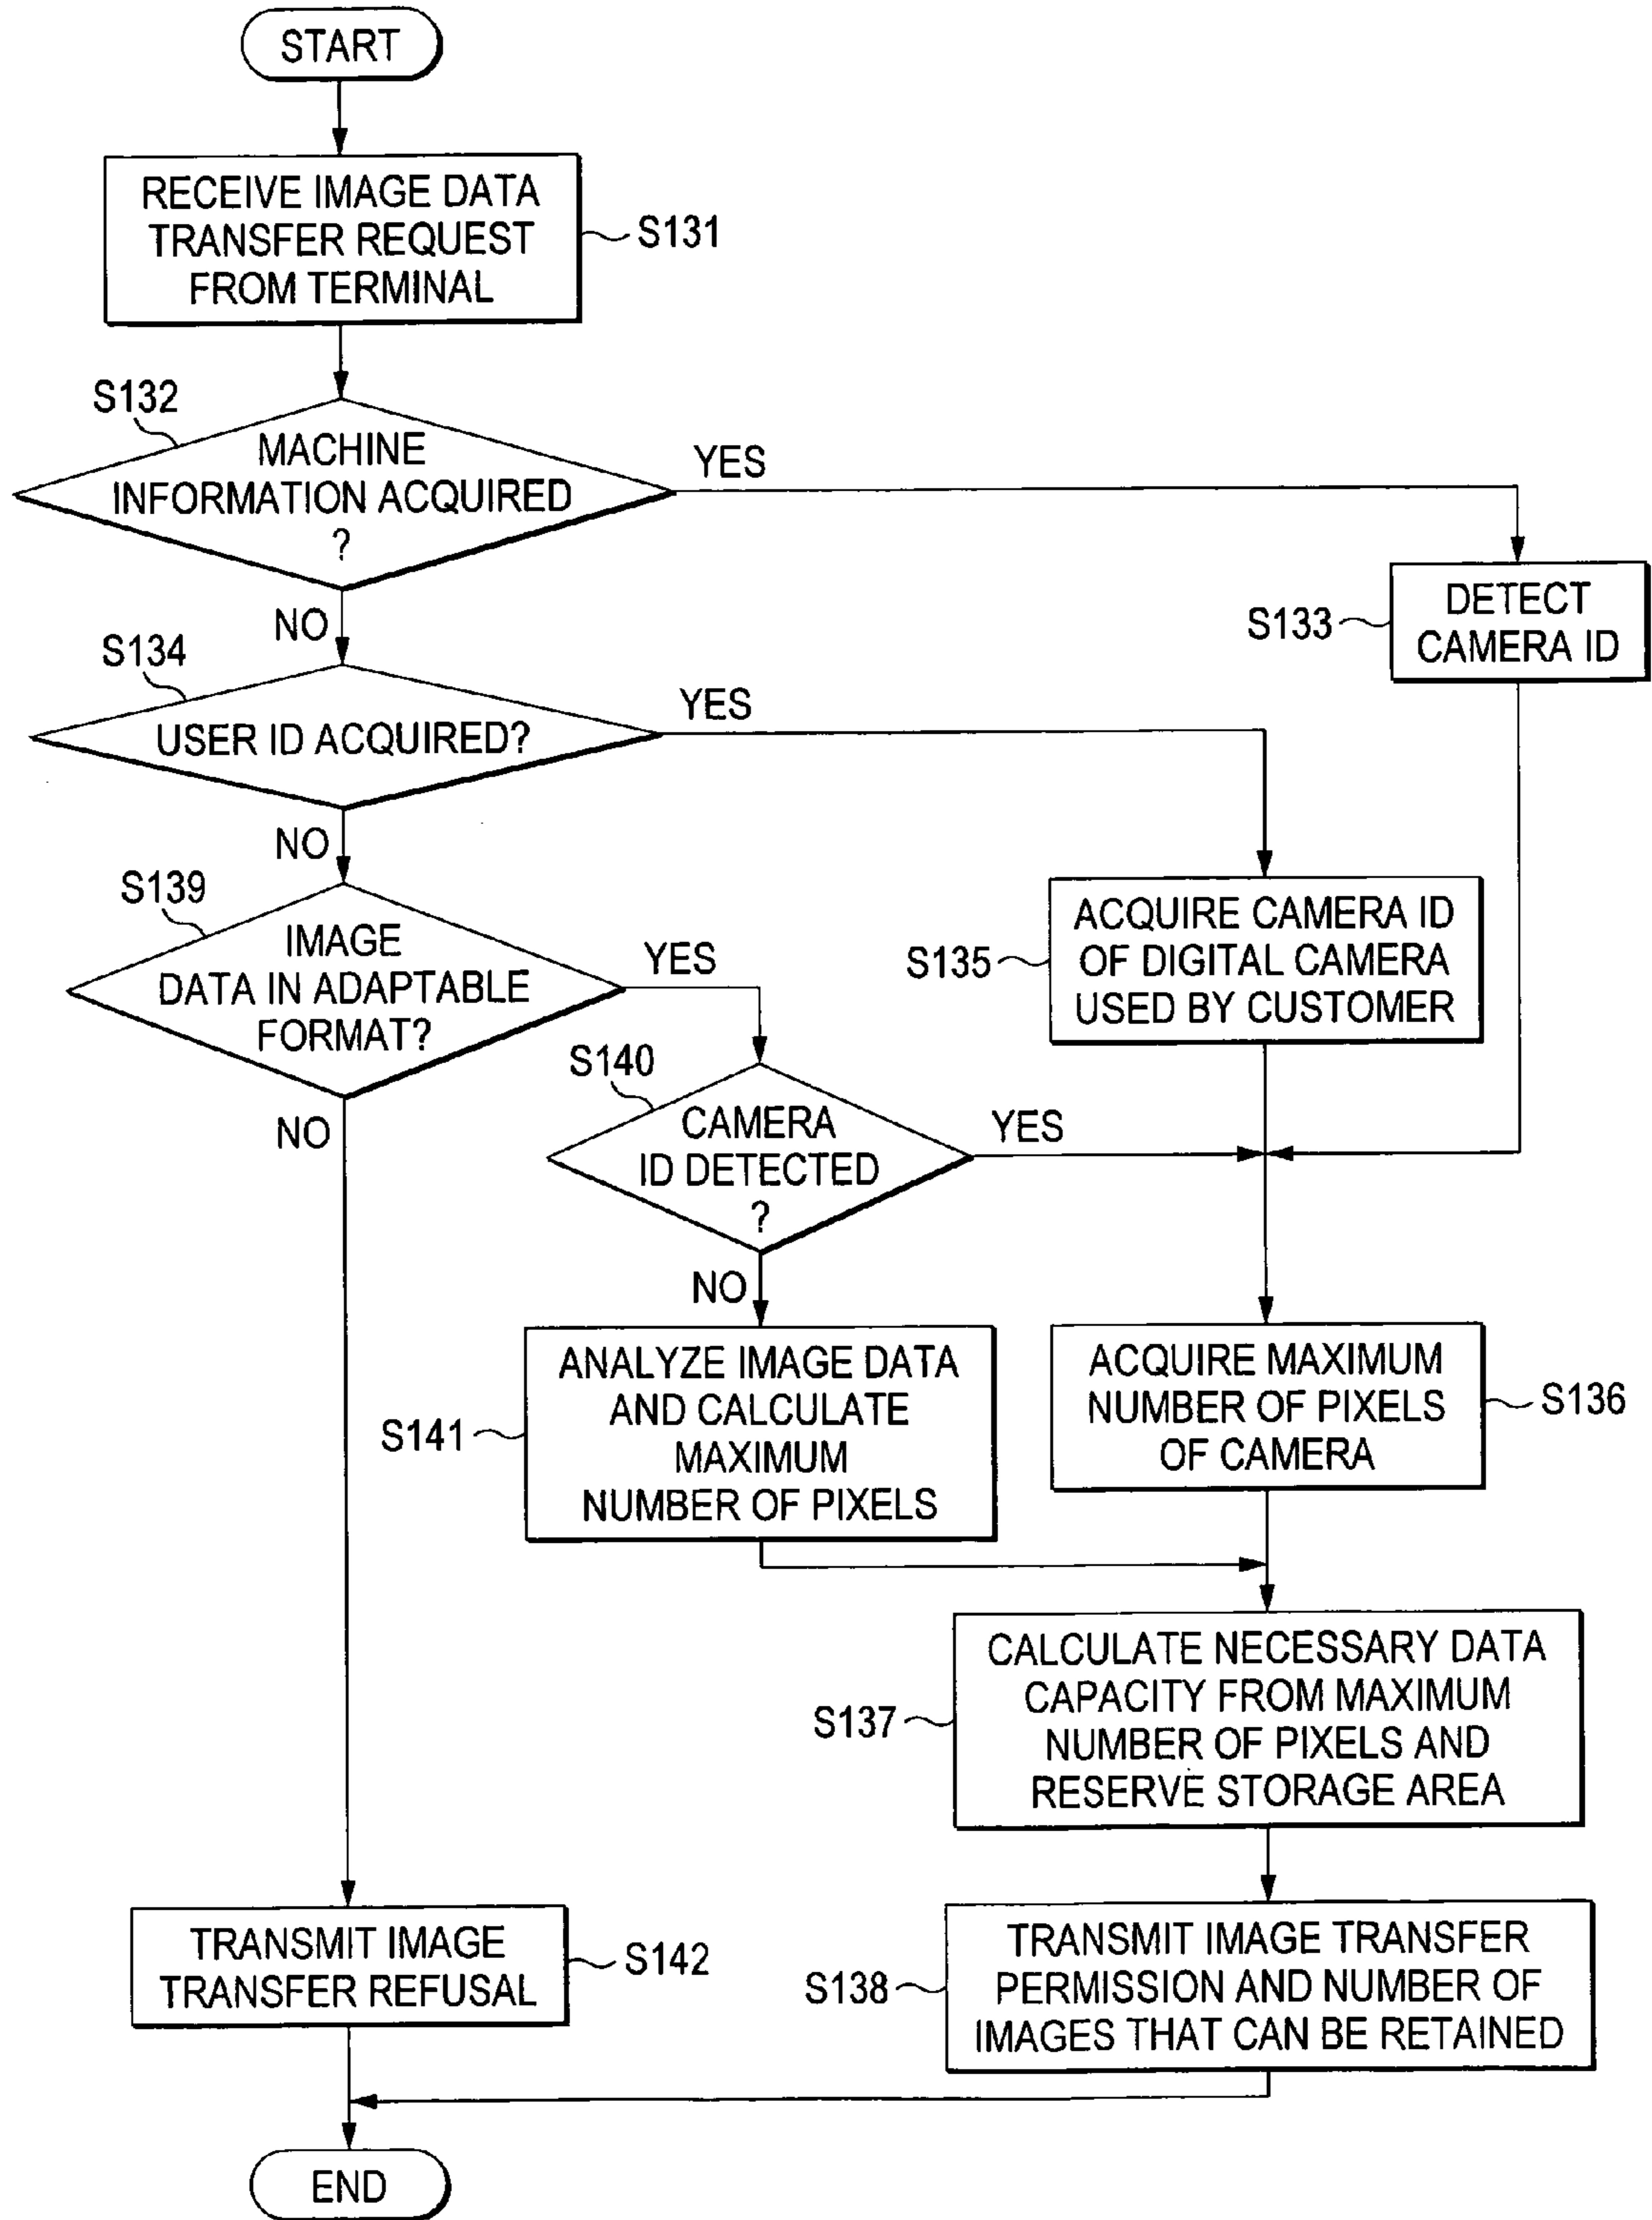 START
RECEIVE IMAGE DATA
TRANSFER REQUEST
FROM TERMINAL
S131
S132
MACHINE
INFORMATION ACQUIRED
?
YES
NO
DETECT
CAMERA ID
S133
S134
USER ID ACQUIRED?
YES
NO
S139
IMAGE
DATA IN ADAPTABLE
FORMAT?
YES
NO
ACQUIRE CAMERA ID
OF DIGITAL CAMERA
USED BY CUSTOMER
S135
S140
CAMERA
ID DETECTED
?
YES
NO
ANALYZE IMAGE DATA
AND CALCULATE
MAXIMUM
NUMBER OF PIXELS
S141
ACQUIRE MAXIMUM
NUMBER OF PIXELS
OF CAMERA
S136
CALCULATE NECESSARY DATA
CAPACITY FROM MAXIMUM
NUMBER OF PIXELS AND
RESERVE STORAGE AREA
S137
TRANSMIT IMAGE
TRANSFER REFUSAL
S142
TRANSMIT IMAGE TRANSFER
PERMISSION AND NUMBER OF
IMAGES THAT CAN BE RETAINED
S138
END